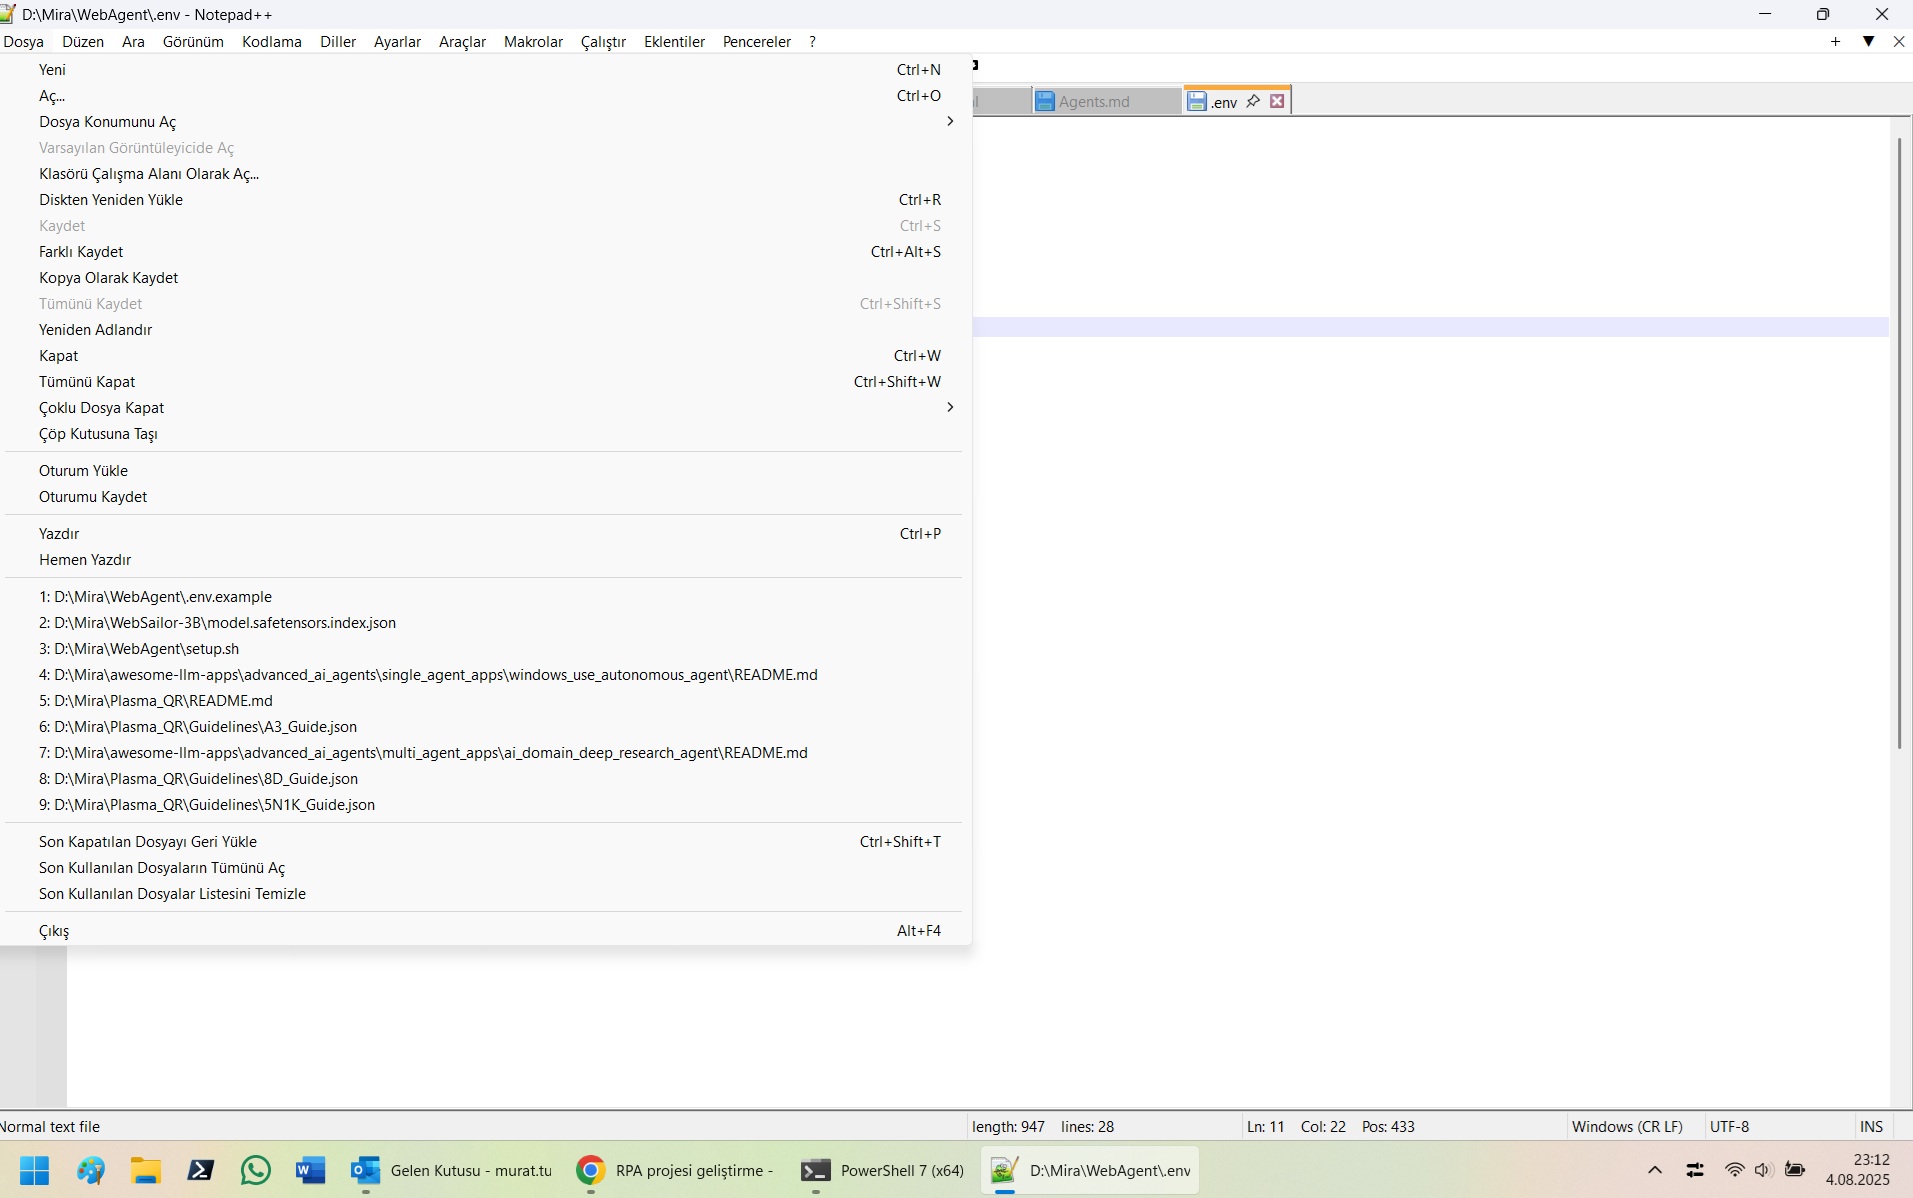 D:\Mira\WebAgent\.env - Notepad++
Dosya Düzen Ara Görünüm Kodlama Diller Ayarlar Araçlar Makrolar Çalıştır Eklentiler Pencereler ?
Yeni Ctrl+N
Aç... Ctrl+O
Agents.md .env
Dosya Konumunu Aç
Varsayılan Görüntüleyicide Aç
Klasörü Çalışma Alanı Olarak Aç...
Diskten Yeniden Yükle Ctrl+R
Kaydet Ctrl+S
Farklı Kaydet Ctrl+Alt+S
Kopya Olarak Kaydet
Tümünü Kaydet Ctrl+Shift+S
Yeniden Adlandır
Kapat Ctrl+W
Tümünü Kapat Ctrl+Shift+W
Çoklu Dosya Kapat
Çöp Kutusuna Taşı
Oturum Yükle
Oturumu Kaydet
Yazdır Ctrl+P
Hemen Yazdır
1: D:\Mira\WebAgent\.env.example
2: D:\Mira\WebSailor-3B\model.safetensors.index.json
3: D:\Mira\WebAgent\setup.sh
4: D:\Mira\awesome-llm-apps\advanced_ai_agents\single_agent_apps\windows_use_autonomous_agent\README.md
5: D:\Mira\Plasma_QR\README.md
6: D:\Mira\Plasma_QR\Guidelines\A3_Guide.json
7: D:\Mira\awesome-llm-apps\advanced_ai_agents\multi_agent_apps\ai_domain_deep_research_agent\README.md
8: D:\Mira\Plasma_QR\Guidelines\8D_Guide.json
9: D:\Mira\Plasma_QR\Guidelines\5N1K_Guide.json
Son Kapatılan Dosyayı Geri Yükle Ctrl+Shift+T
Son Kullanılan Dosyaların Tümünü Aç
Son Kullanılan Dosyalar Listesini Temizle
Çıkış Alt+F4
Normal text file length: 947 lines: 28 Ln: 11 Col: 22 Pos: 433 Windows (CR LF) UTF-8 INS
Gelen Kutusu - murat.tu RPA projesi geliştirme - PowerShell 7 (x64) D:\Mira\WebAgent\.env
23:12
4.08.2025